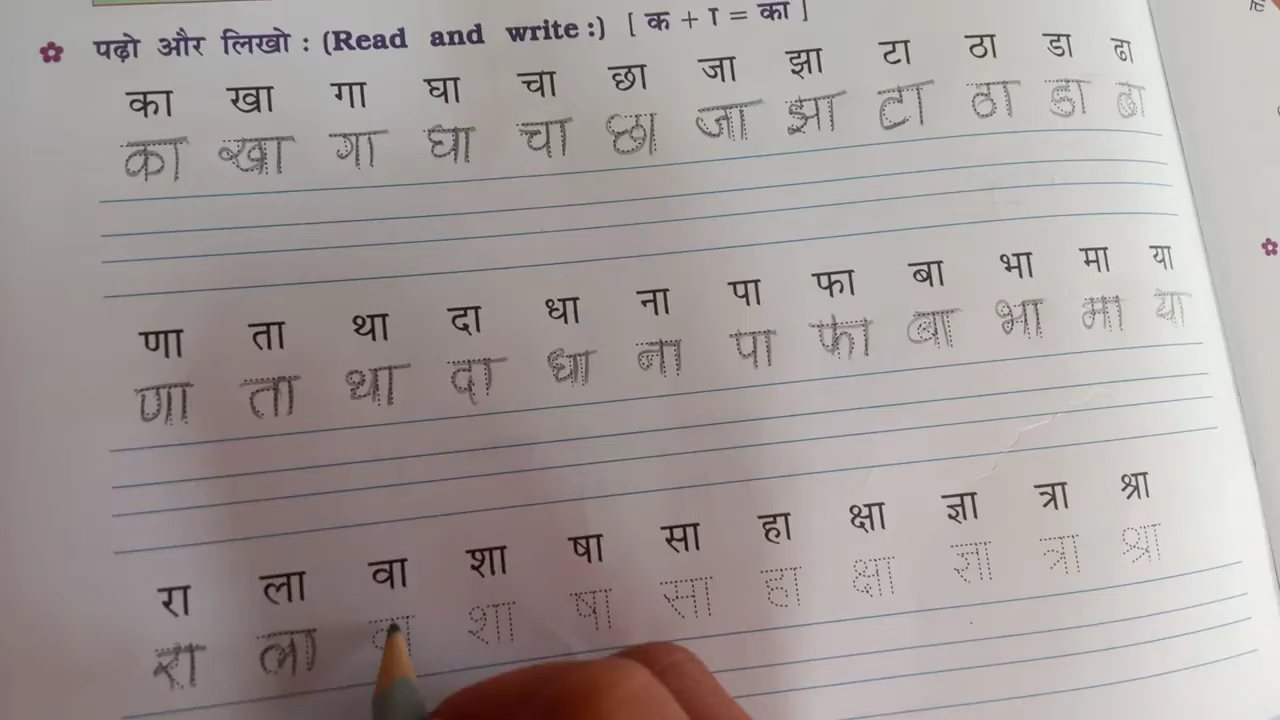 पढ़ो और लिखो : (Read and write :) [ क + ा = का ]
का खा गा घा चा छा जा झा टा ठा डा ढा
का खा गा घा चा छा जा झा टा ठा डा ढा
णा ता था दा धा ना पा फा बा भा मा या
णा ता था दा धा ना पा फा बा भा मा या
रा ला वा शा षा सा हा क्षा ज्ञा त्रा श्रा
रा ला वा शा षा सा हा क्षा ज्ञा त्रा श्रा